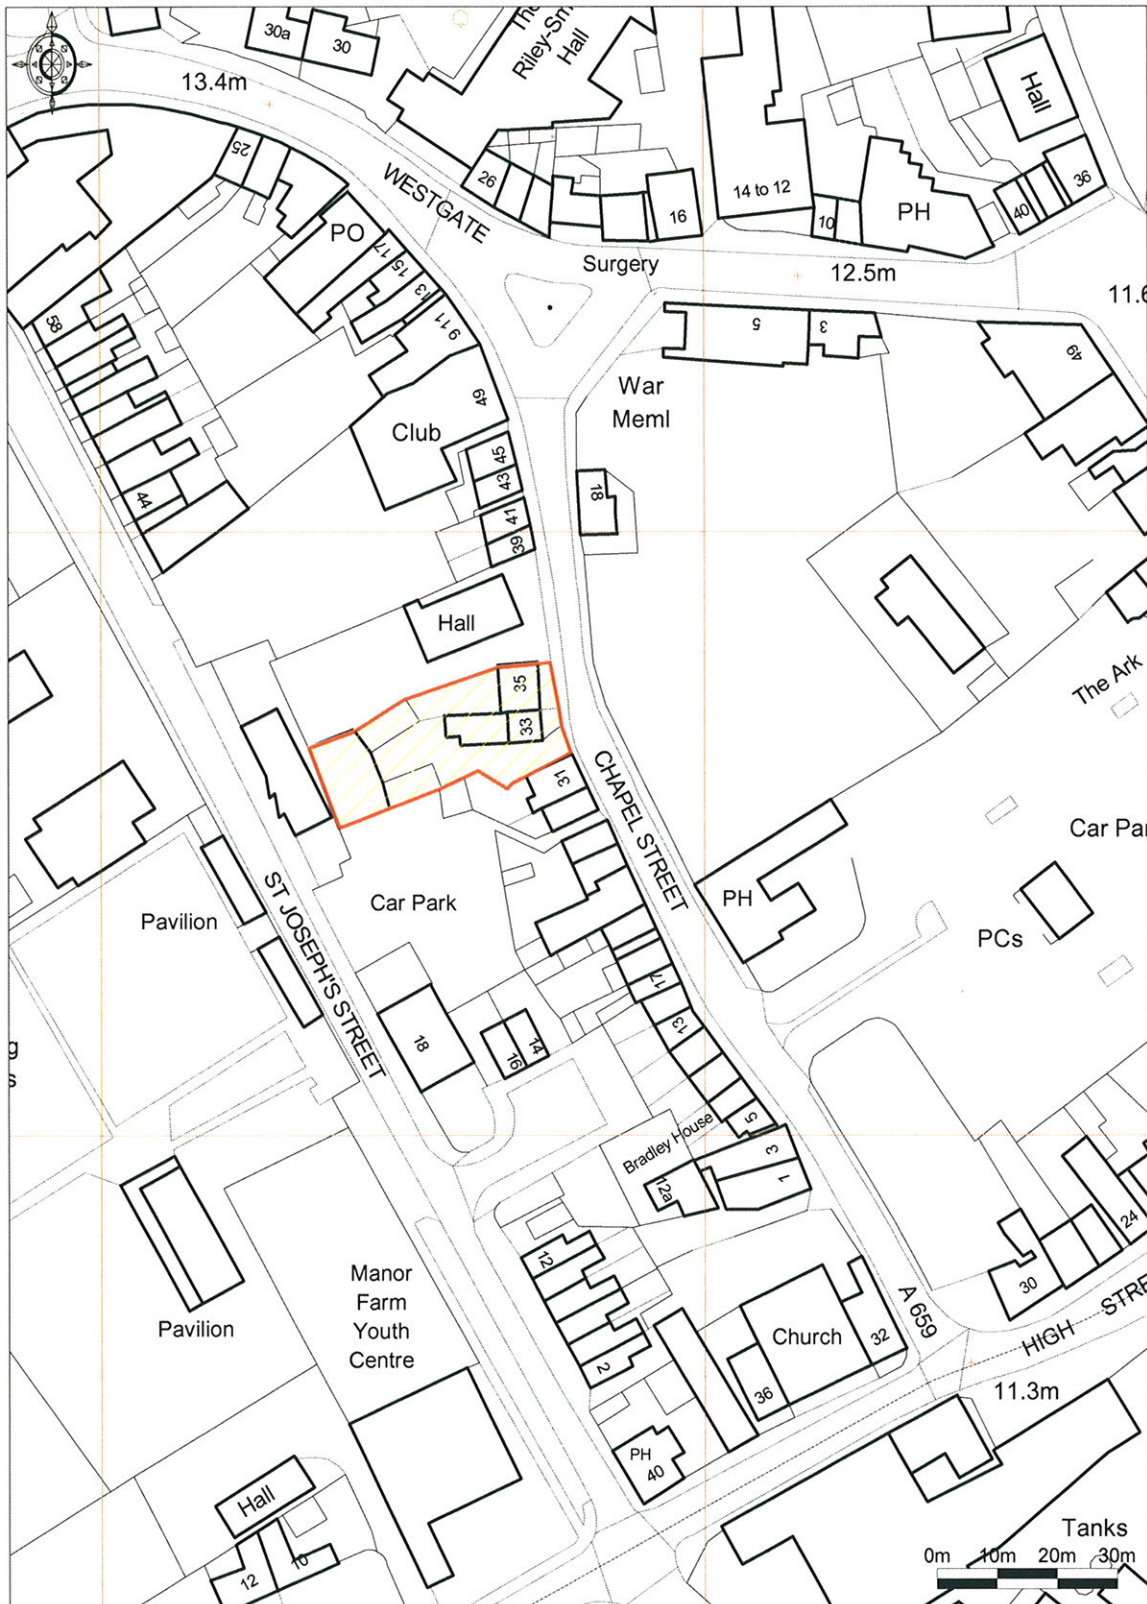 30a
30
The
Riley-Sm
Hall
13.4m
Hall
25
WESTGATE
26
16
14 to 12
10
PH
40
36
PO
17
15
13
11
9
Surgery
12.5m
11.6
58
5
3
49
49
War
Meml
Club
45
43
41
39
44
18
Hall
35
33
The Ark
31
CHAPEL STREET
Car Par
Car Park
PH
Pavilion
PCs
ST JOSEPH'S STREET
17
13
18
16
14
g
s
5
Bradley House
3
1
12a
24
12
30
Manor
Farm
Youth
Centre
A 659
Pavilion
Church
32
HIGH
STRE
2
36
11.3m
PH
40
Hall
12
10
Tanks
0m
10m
20m
30m